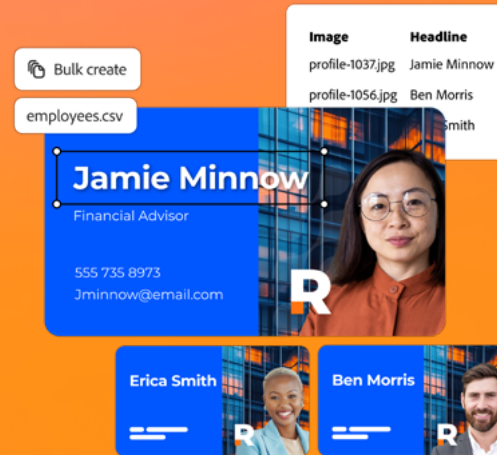 Image Headline
Bulk create
profile-1037.jpg Jamie Minnow
profile-1056.jpg Ben Morris
employees.csv
Smith
Jamie Minnow
Financial Advisor
555 735 8973
Jminnow@email.com
R
Erica Smith
R
Ben Morris
R